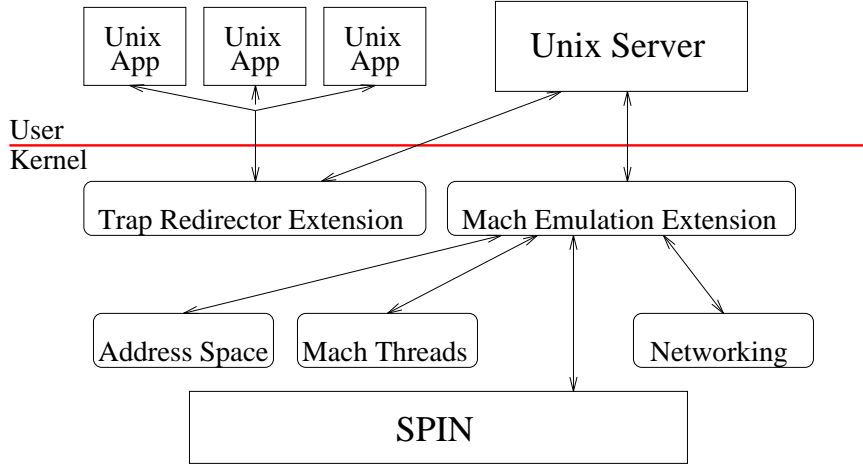 Unix
App
Unix
App
Unix
App
Unix Server
User
Kernel
Trap Redirector Extension
Mach Emulation Extension
Address Space
Mach Threads
Networking
SPIN